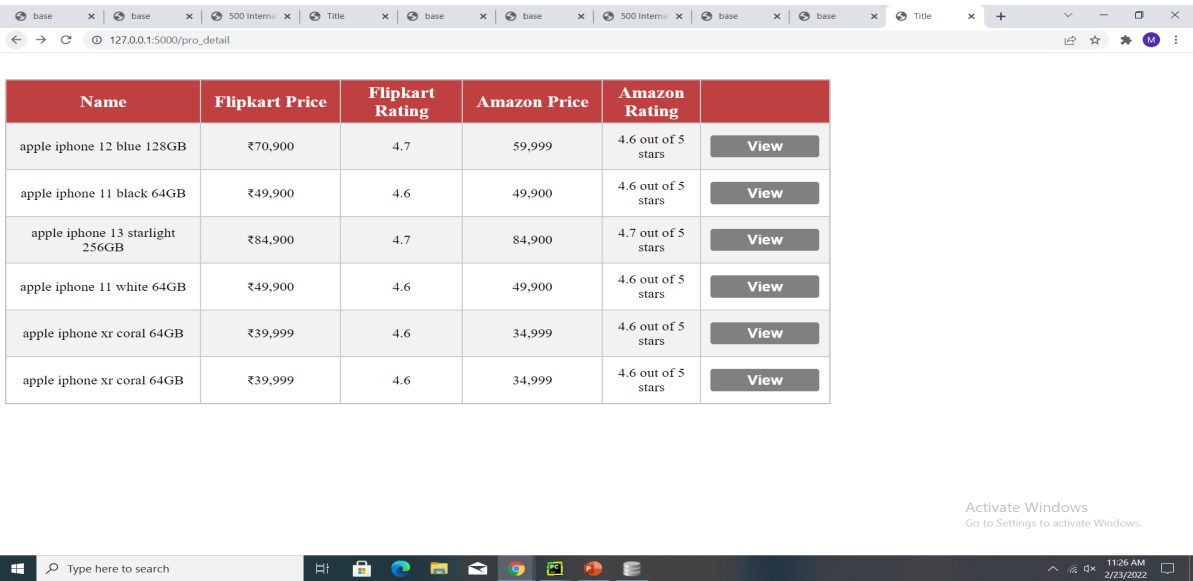 base base 500 Interna Title base base 500 Interna base base Title
127.0.0.1:5000/pro_detail M
Name Flipkart Price Flipkart Rating Amazon Price Amazon Rating
apple iphone 12 blue 128GB ₹70,900 4.7 59,999 4.6 out of 5 stars View
apple iphone 11 black 64GB ₹49,900 4.6 49,900 4.6 out of 5 stars View
apple iphone 13 starlight 256GB ₹84,900 4.7 84,900 4.7 out of 5 stars View
apple iphone 11 white 64GB ₹49,900 4.6 49,900 4.6 out of 5 stars View
apple iphone xr coral 64GB ₹39,999 4.6 34,999 4.6 out of 5 stars View
apple iphone xr coral 64GB ₹39,999 4.6 34,999 4.6 out of 5 stars View
Activate Windows
Go to Settings to activate Windows.
Type here to search
PC
P
11:26 AM
2/23/2022